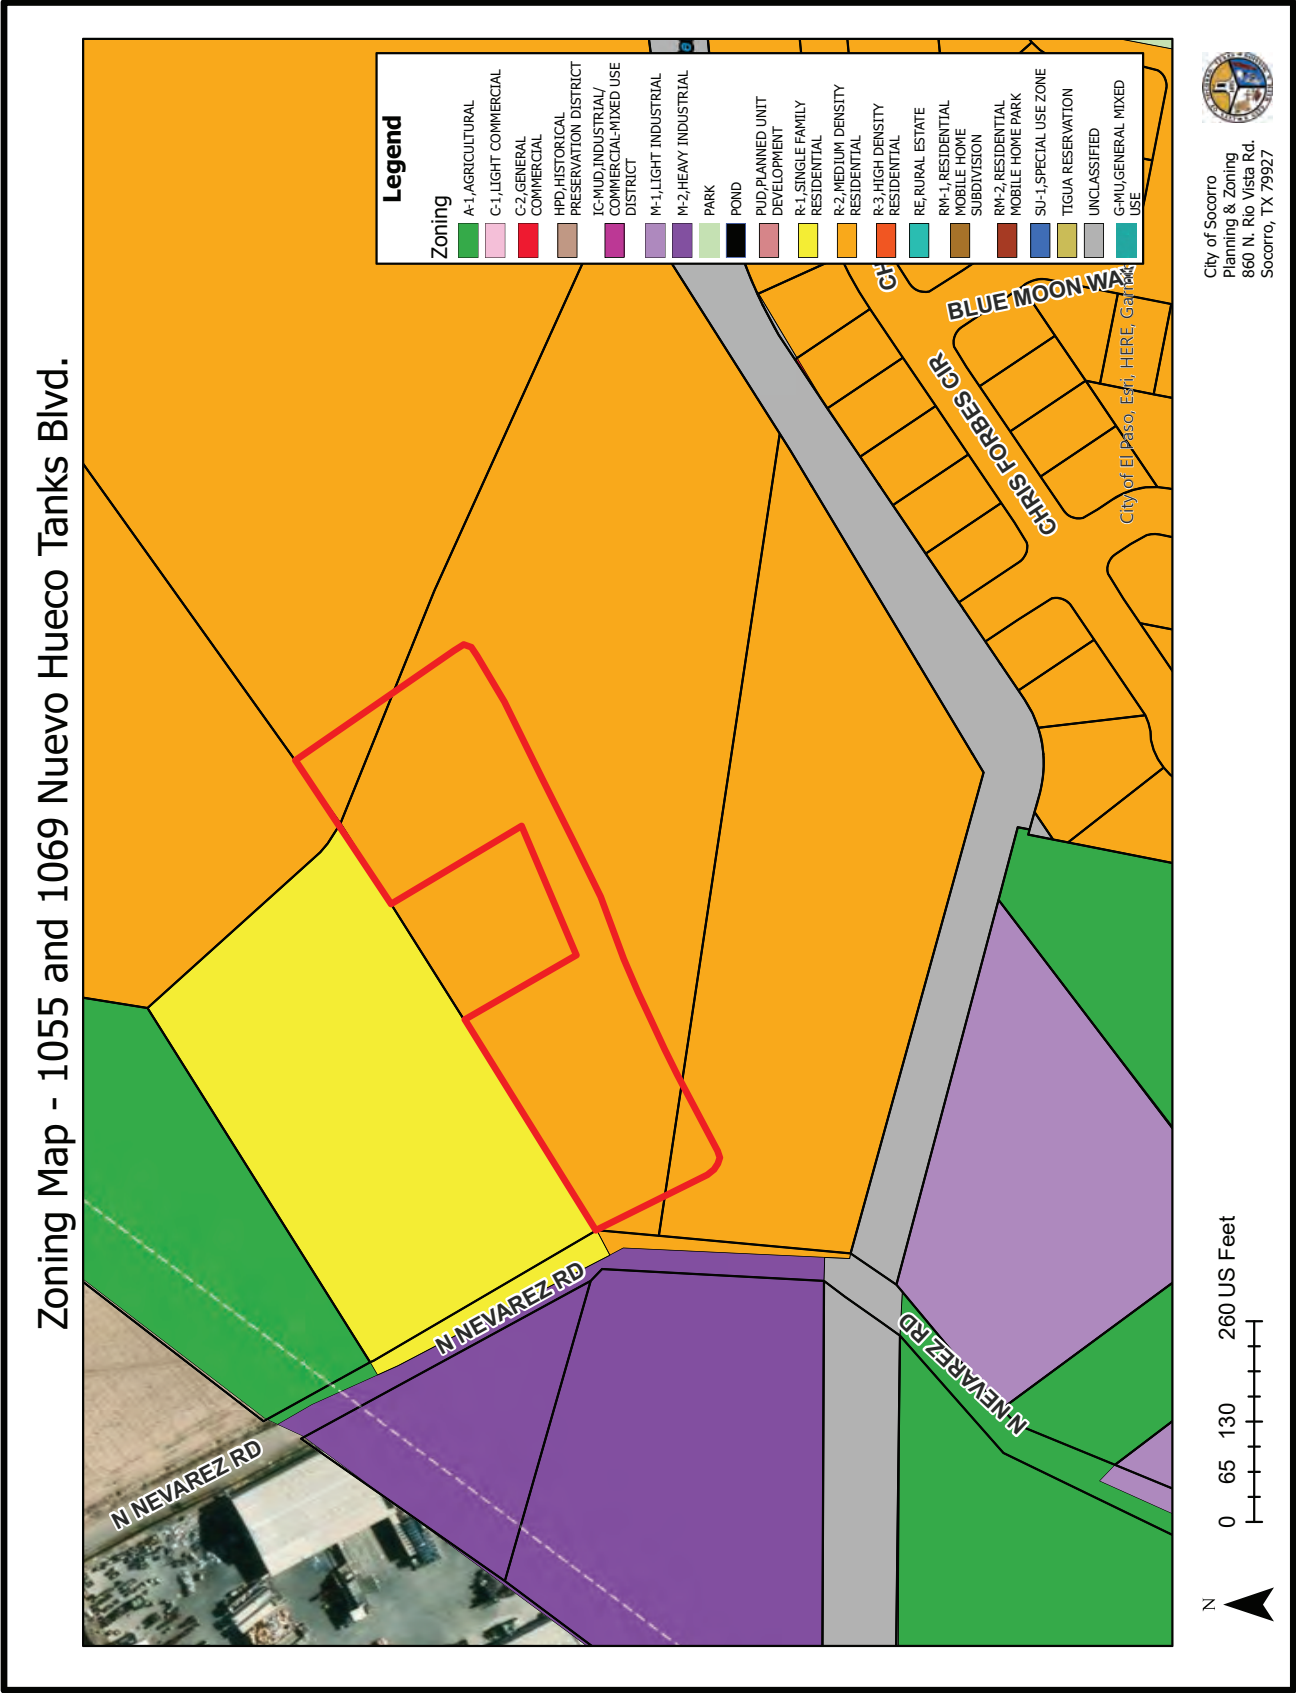 Zoning Map - 1055 and 1069 Nuevo Hueco Tanks Blvd.
Legend
Zoning
A-1,AGRICULTURAL
C-1,LIGHT COMMERCIAL
C-2,GENERAL
COMMERCIAL
HPD,HISTORICAL
PRESERVATION DISTRICT
IC-MUD,INDUSTRIAL/
COMMERCIAL-MIXED USE
DISTRICT
M-1,LIGHT INDUSTRIAL
M-2,HEAVY INDUSTRIAL
PARK
POND
PUD,PLANNED UNIT
DEVELOPMENT
R-1,SINGLE FAMILY
RESIDENTIAL
R-2,MEDIUM DENSITY
RESIDENTIAL
R-3,HIGH DENSITY
RESIDENTIAL
RE,RURAL ESTATE
RM-1,RESIDENTIAL
MOBILE HOME
SUBDIVISION
RM-2,RESIDENTIAL
MOBILE HOME PARK
SU-1,SPECIAL USE ZONE
TIGUA RESERVATION
UNCLASSIFIED
G-MU,GENERAL MIXED
USE
N NEVAREZ RD
N NEVAREZ RD
N NEVAREZ RD
CH
CHRIS FORBES CIR
BLUE MOON WAY
City of El Paso, Esri, HERE,
N
0 65 130 260 US Feet
City of Socorro
Planning & Zoning
860 N. Rio Vista Rd.
Socorro, TX 79927